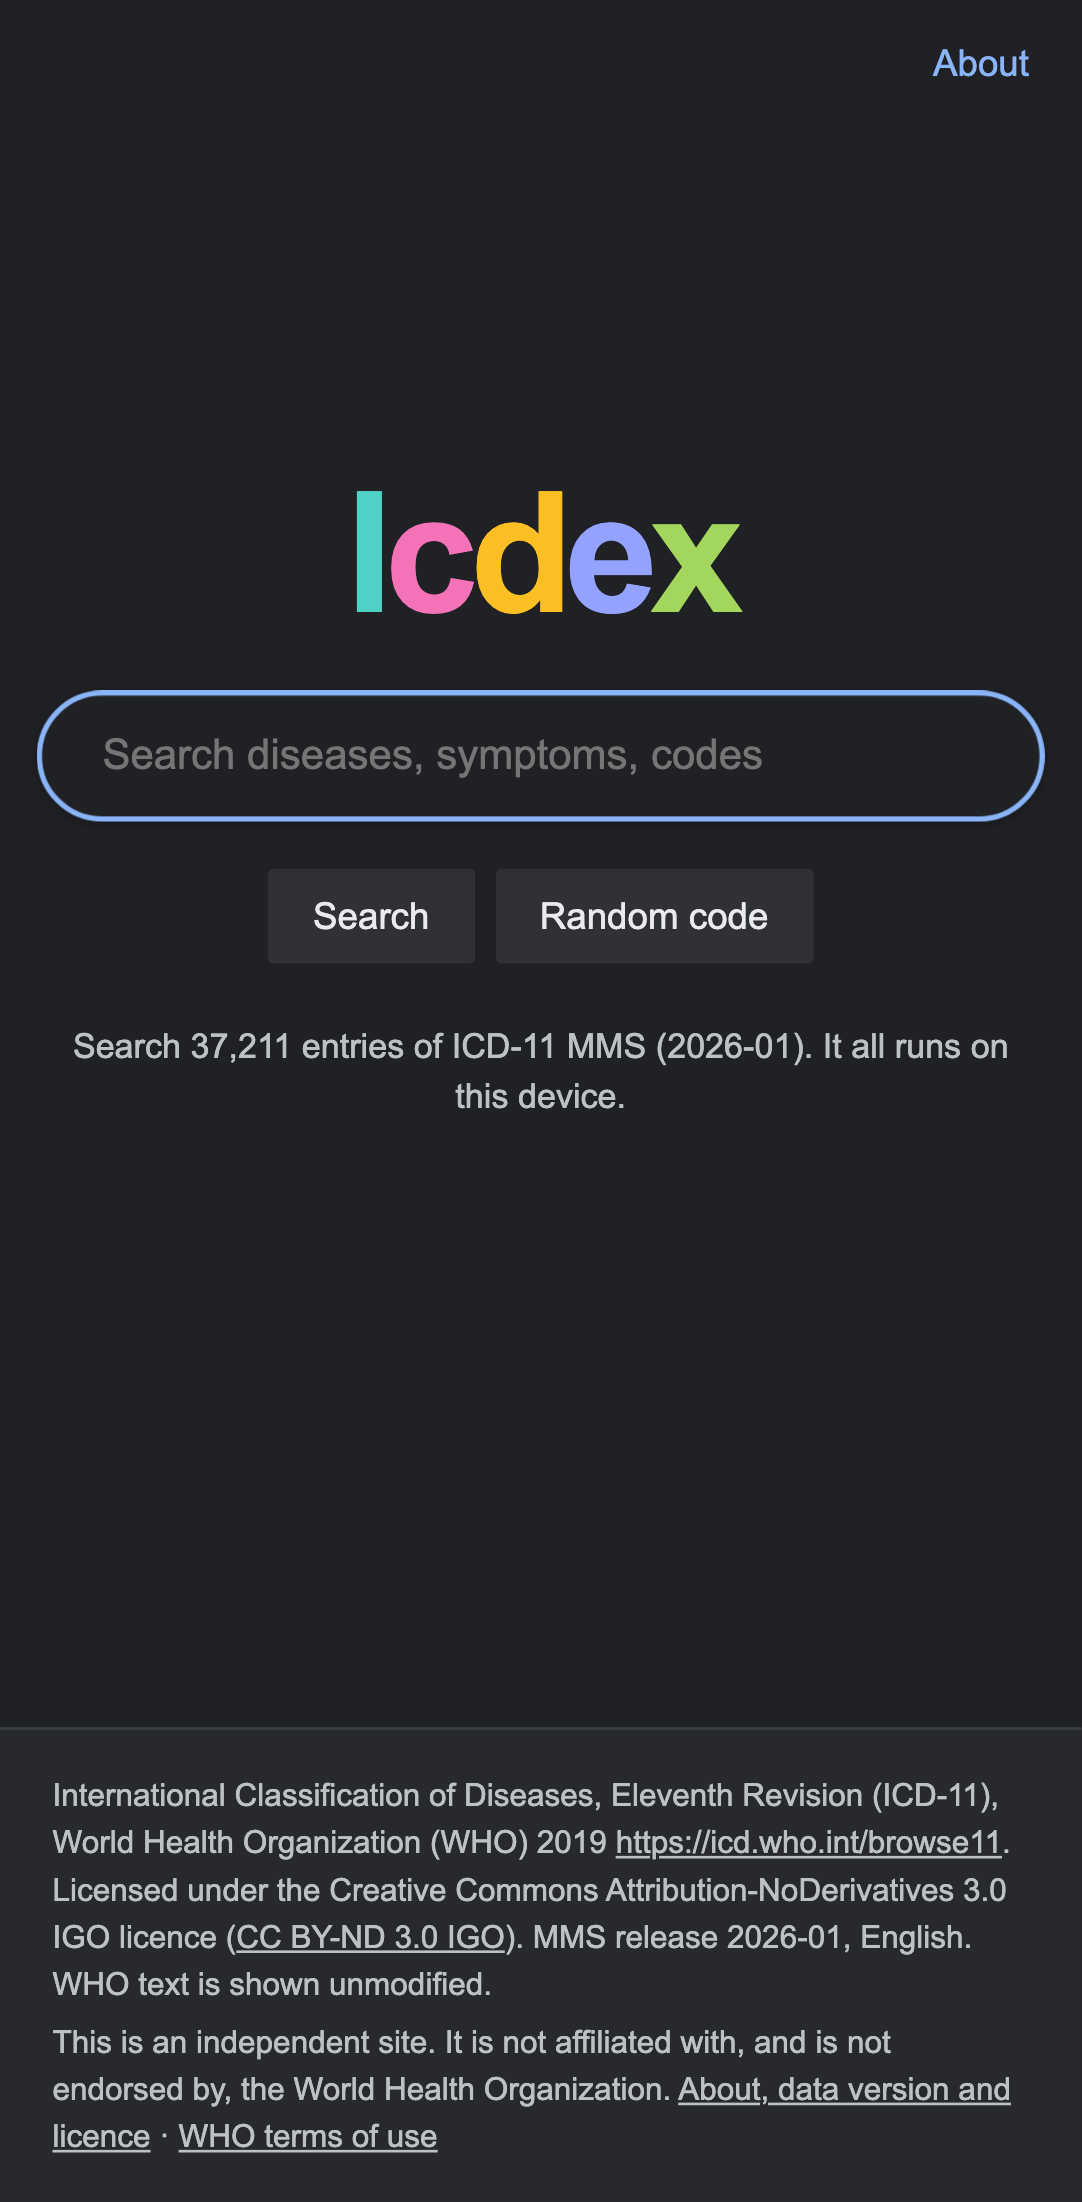 About
Icdex
Search diseases, symptoms, codes
Search
Random code
Search 37,211 entries of ICD-11 MMS (2026-01). It all runs on
this device.
International Classification of Diseases, Eleventh Revision (ICD-11),
World Health Organization (WHO) 2019 https://icd.who.int/browse11.
Licensed under the Creative Commons Attribution-NoDerivatives 3.0
IGO licence (CC BY-ND 3.0 IGO). MMS release 2026-01, English.
WHO text is shown unmodified.
This is an independent site. It is not affiliated with, and is not
endorsed by, the World Health Organization. About, data version and
licence · WHO terms of use